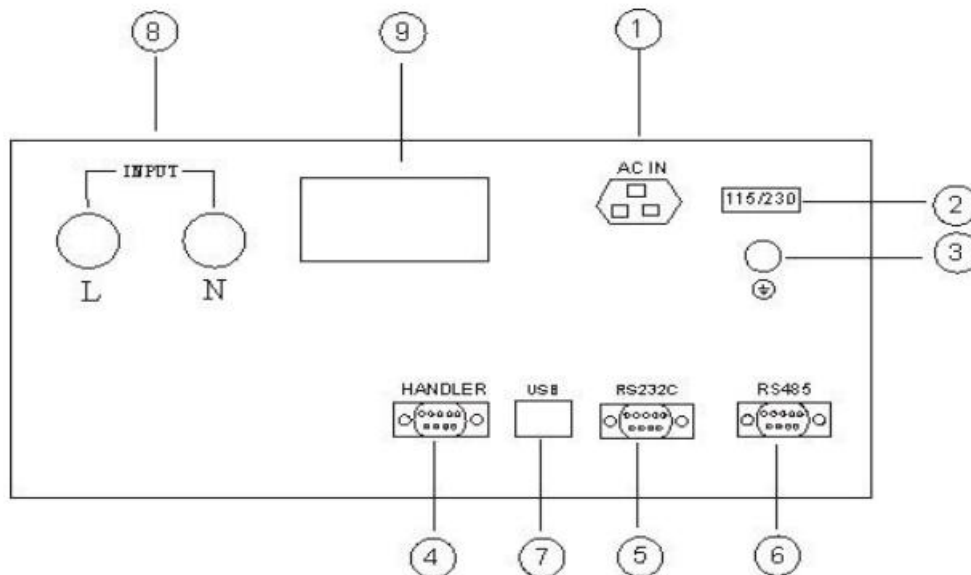 8 9 1
INPUT
AC IN
115/230
2
3
L N
HANDLER USB RS232C RS485
4 7 5 6